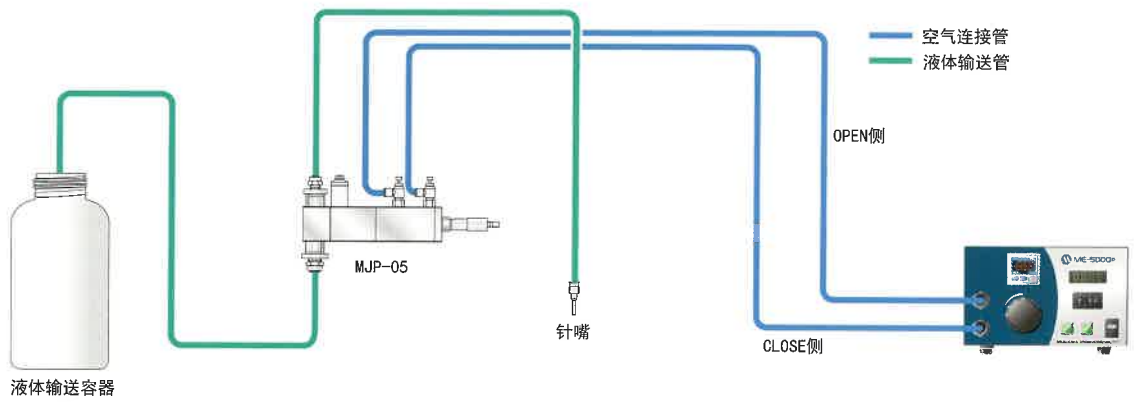 空气连接管
液体输送管
OPEN侧
MJP-05
ME-5000P
针嘴
CLOSE侧
液体输送容器